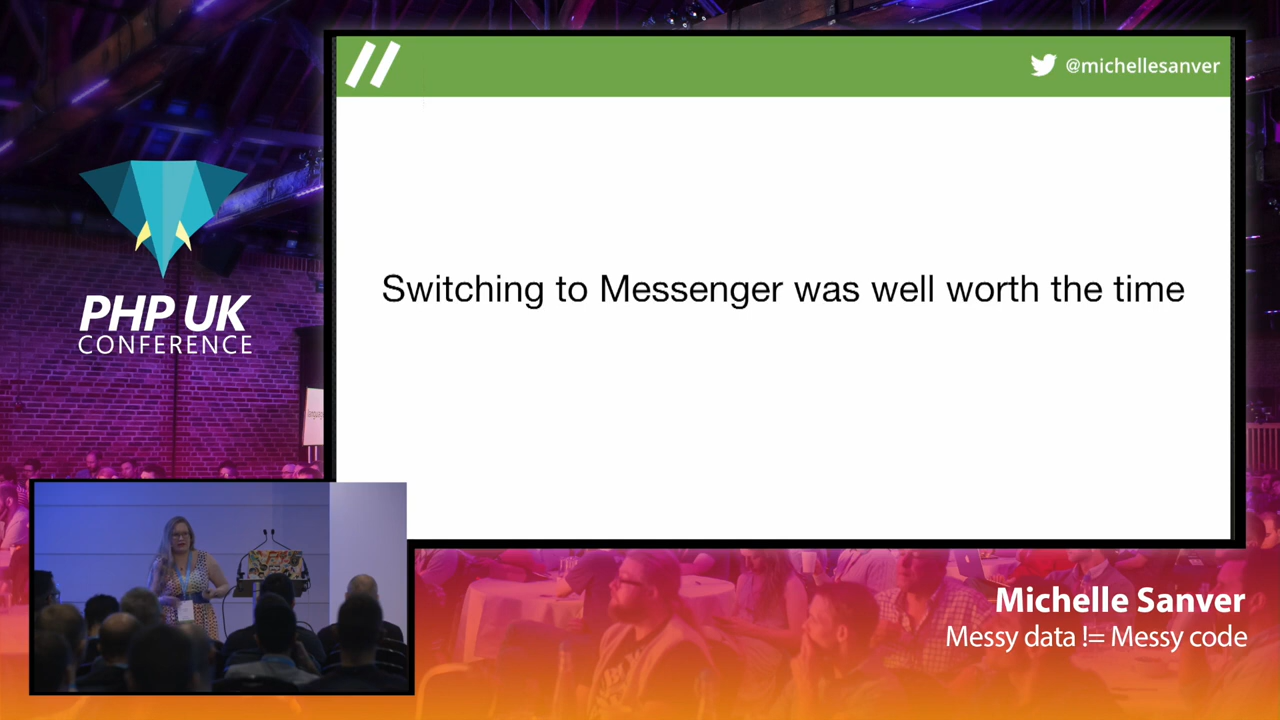 @michellesanver
Switching to Messenger was well worth the time
PHP UK
CONFERENCE
Michelle Sanver
Messy data != Messy code